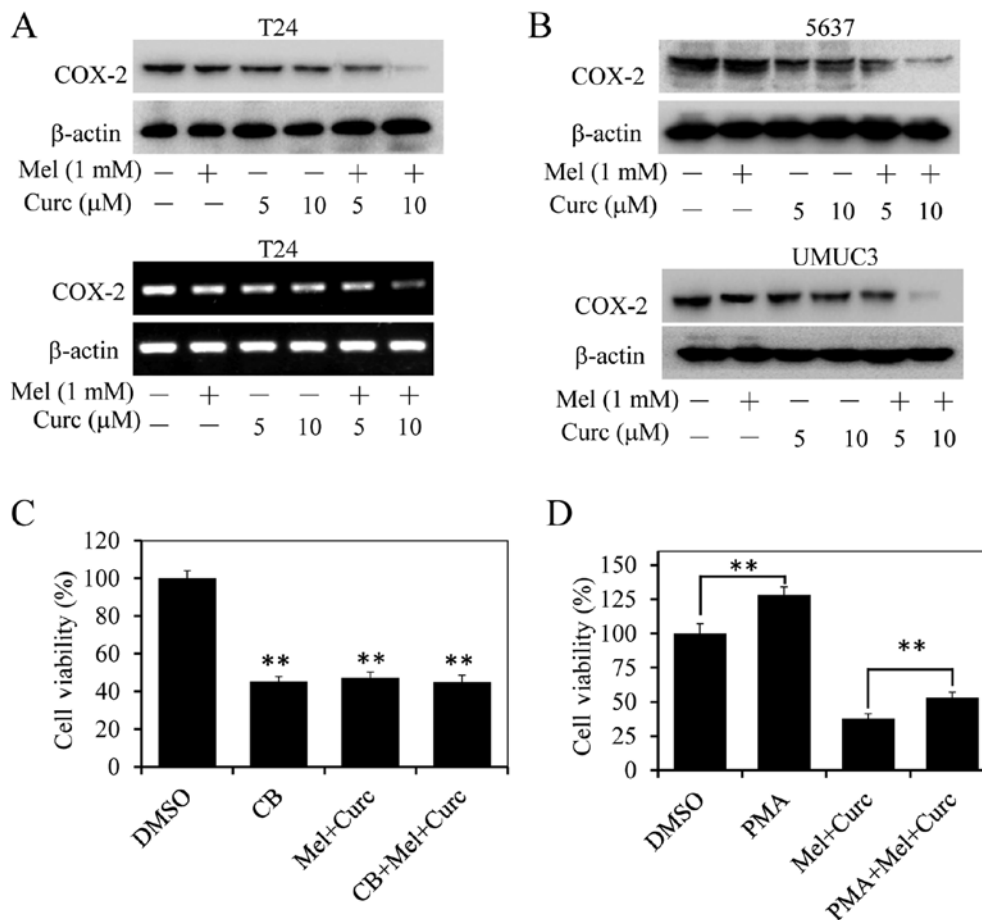 A
T24
COX-2
β-actin
Mel (1 mM) — + — — + +
Curc (μM) — — 5 10 5 10
T24
COX-2
β-actin
Mel (1 mM) — + — — + +
Curc (μM) — — 5 10 5 10
B
5637
COX-2
β-actin
Mel (1 mM) — + — — + +
Curc (μM) — — 5 10 5 10
UMUC3
COX-2
β-actin
Mel (1 mM) — + — — + +
Curc (μM) — — 5 10 5 10
C
Cell viability (%)
120
100
80
60
40
20
0
** ** **
DMSO
CB
Mel+Curc
CB+Mel+Curc
D
Cell viability (%)
150
125
100
75
50
25
0
**
**
DMSO
PMA
Mel+Curc
PMA+Mel+Curc